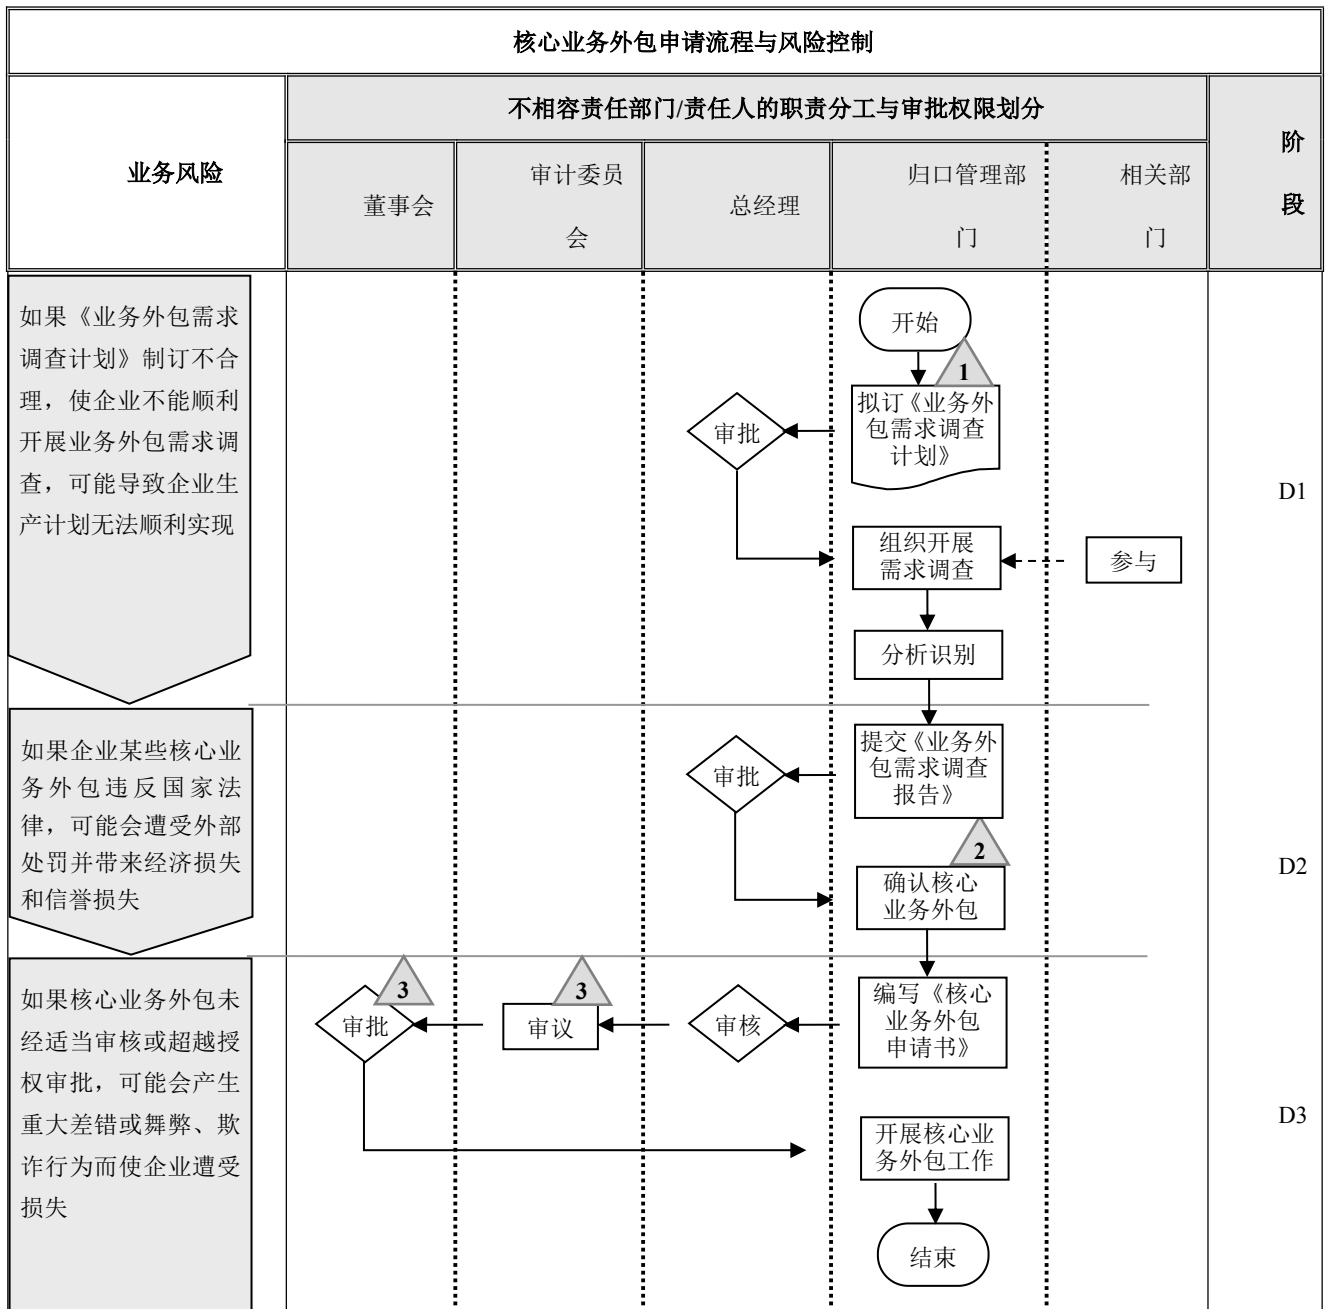 核心业务外包申请流程与风险控制
不相容责任部门/责任人的职责分工与审批权限划分
业务风险
阶
段
董事会
审计委员
会
总经理
归口管理部
门
相关部
门
如果《业务外包需求
调查计划》制订不合
理，使企业不能顺利
开展业务外包需求调
查，可能导致企业生
产计划无法顺利实现
开始
1
拟订《业务外
包需求调查
计划》
审批
D1
组织开展
需求调查
参与
分析识别
如果企业某些核心业
务外包违反国家法
律，可能会遭受外部
处罚并带来经济损失
和信誉损失
提交《业务外
包需求调查
报告》
审批
2
确认核心
业务外包
D2
如果核心业务外包未
经适当审核或超越授
权审批，可能会产生
重大差错或舞弊、欺
诈行为而使企业遭受
损失
3
审批
3
审议
审核
编写《核心
业务外包
申请书》
D3
开展核心业
务外包工作
结束